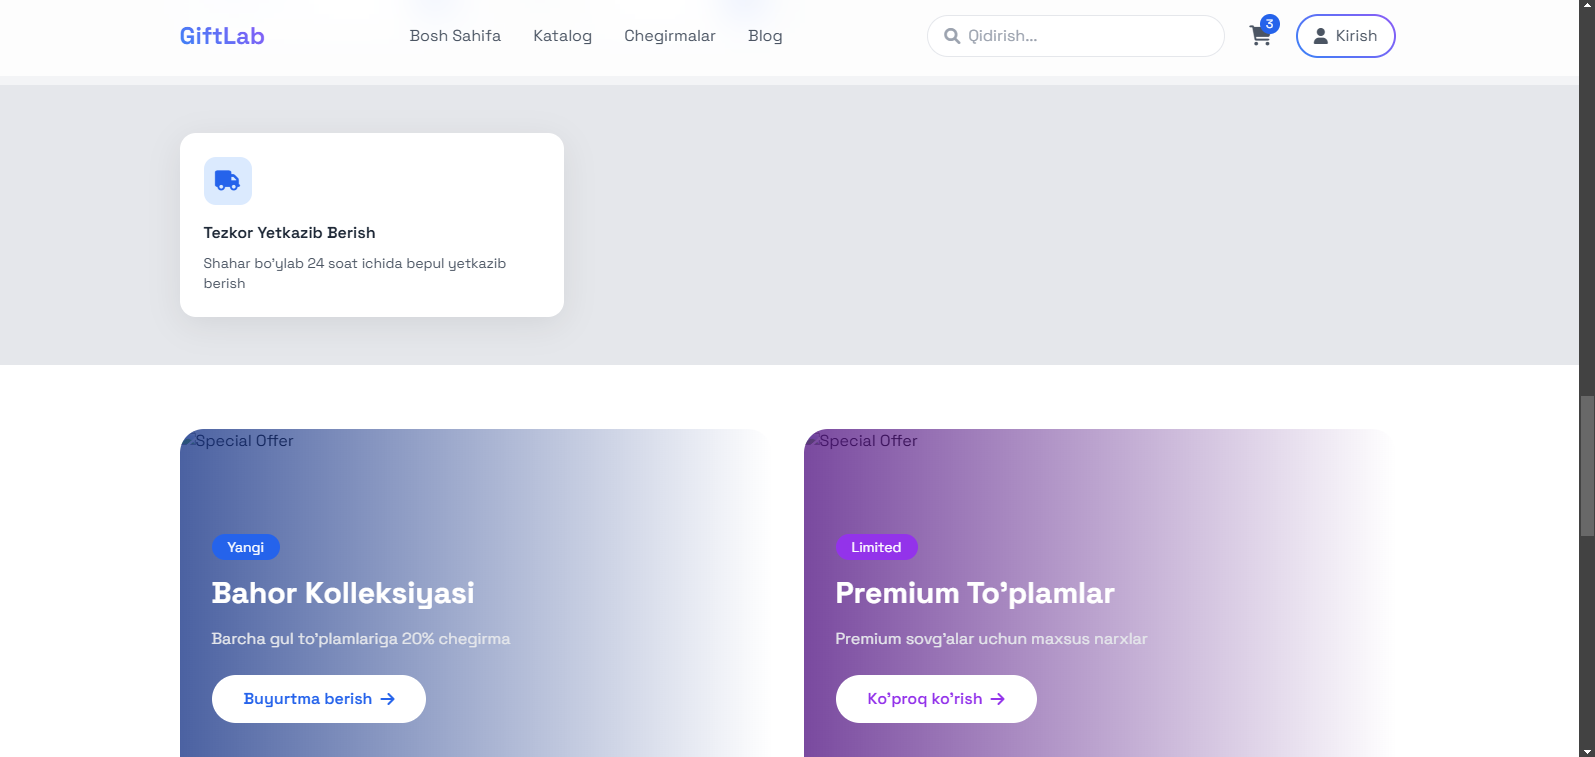 GiftLab
Bosh Sahifa
Katalog
Chegirmalar
Blog
Qidirish...
3
Kirish
Tezkor Yetkazib Berish
Shahar bo'ylab 24 soat ichida bepul yetkazib
berish
Special Offer
Yangi
Bahor Kolleksiyasi
Barcha gul to'plamlariga 20% chegirma
Buyurtma berish →
Special Offer
Limited
Premium To'plamlar
Premium sovg'alar uchun maxsus narxlar
Ko'proq ko'rish →